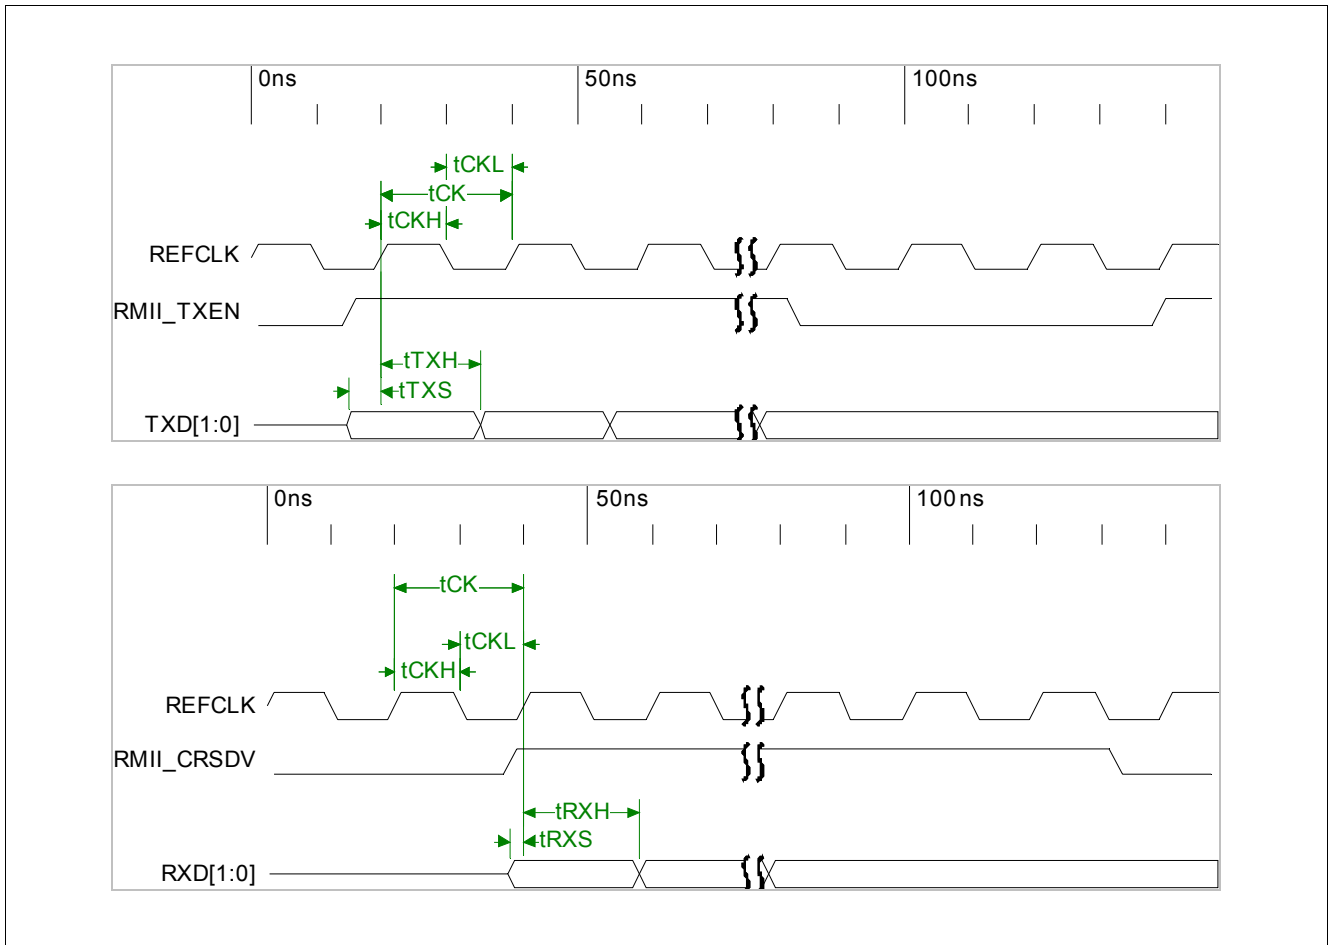 0ns 50ns 100ns
tCKL
tCK
tCKH
REFCLK
RMII_TXEN
tTXH
tTXS
TXD[1:0]
0ns 50ns 100ns
tCK
tCKL
tCKH
REFCLK
RMII_CRSDV
tRXH
tRXS
RXD[1:0]